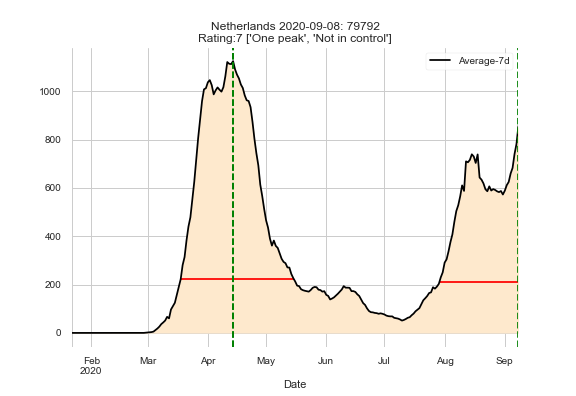 Netherlands 2020-09-08: 79792
Rating:7 ['One peak', 'Not in control']
Average-7d
1000
800
600
400
200
0
Feb Mar Apr May Jun Jul Aug Sep
2020
Date